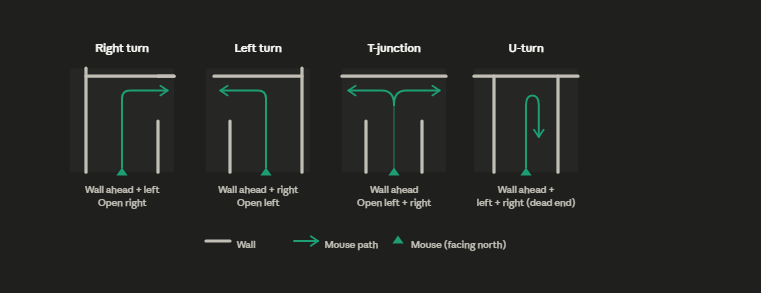 Right turn
Left turn
T-junction
U-turn
Wall ahead + left
Open right
Wall ahead + right
Open left
Wall ahead
Open left + right
Wall ahead +
left + right (dead end)
Wall
Mouse path
Mouse (facing north)